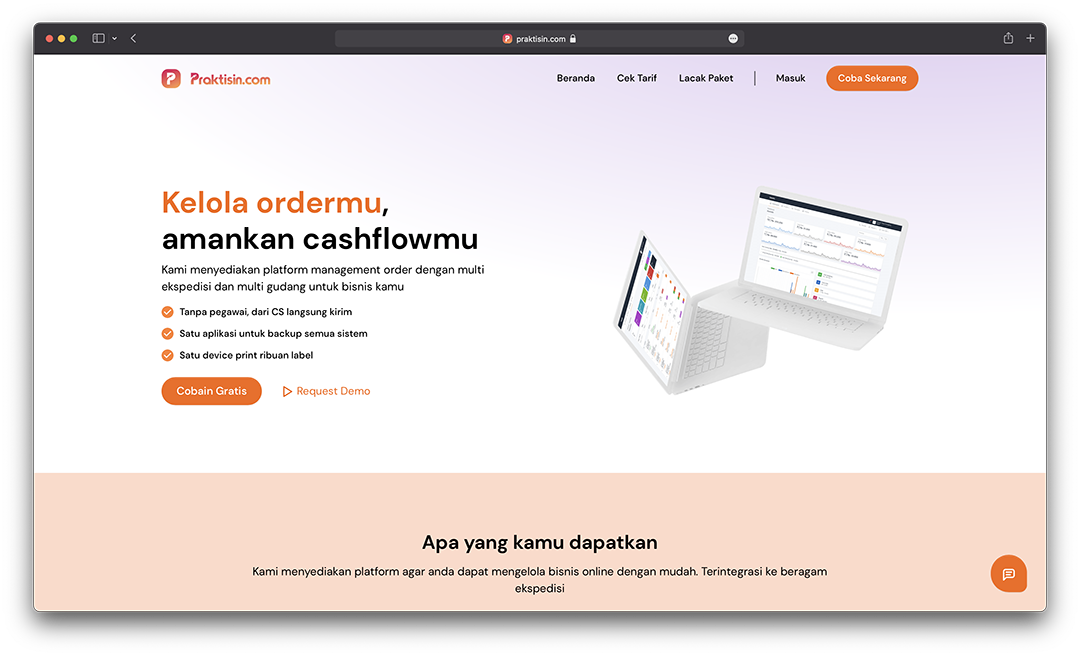 praktisin.com
Praktisin.com
Beranda
Cek Tarif
Lacak Paket
Masuk
Coba Sekarang
Kelola ordermu,
amankan cashflowmu
Kami menyediakan platform management order dengan multi
ekspedisi dan multi gudang untuk bisnis kamu
Tanpa pegawai, dari CS langsung kirim
Satu aplikasi untuk backup semua sistem
Satu device print ribuan label
Cobain Gratis
Request Demo
Apa yang kamu dapatkan
Kami menyediakan platform agar anda dapat mengelola bisnis online dengan mudah. Terintegrasi ke beragam
ekspedisi